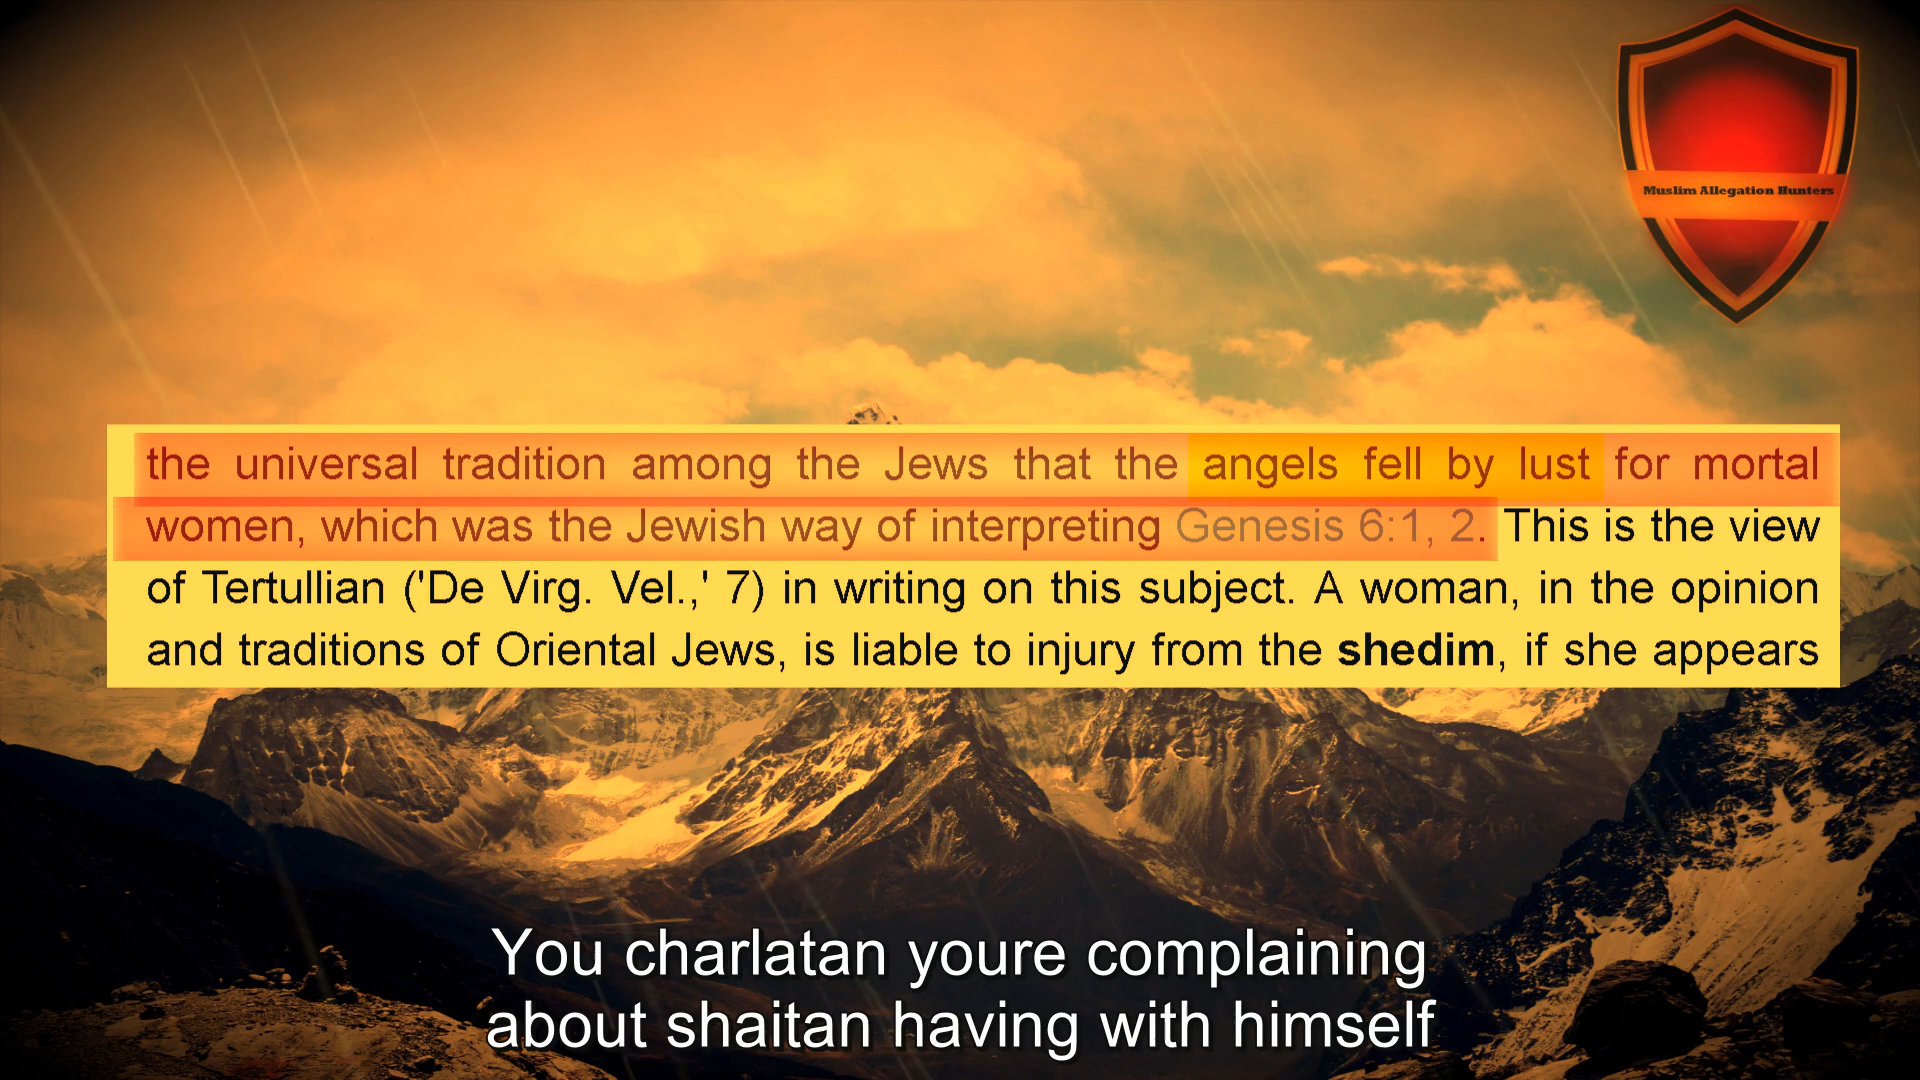 Muslim Allegation Hunters
the universal tradition among the Jews that the angels fell by lust for mortal
women, which was the Jewish way of interpreting Genesis 6:1, 2. This is the view
of Tertullian ('De Virg. Vel.,' 7) in writing on this subject. A woman, in the opinion
and traditions of Oriental Jews, is liable to injury from the shedim, if she appears
You charlatan youre complaining
about shaitan having with himself